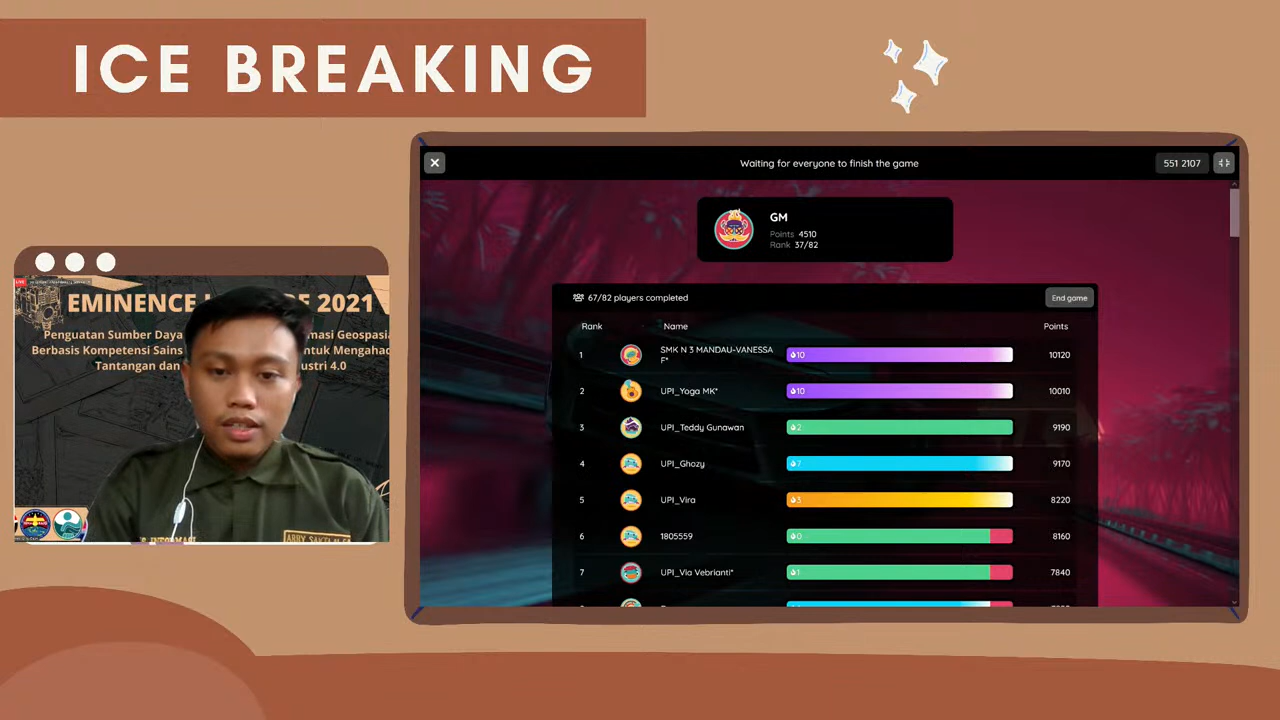 ICE BREAKING
Waiting for everyone to finish the game
551 2107
GM
Points 4510
Rank 37/82
67/82 players completed
End game
Rank Name Points
1 SMK N 3 MANDAU-VANESSA F* 10 10120
2 UPI_Yoga MK* 10 10010
3 UPI_Teddy Gunawan 2 9190
4 UPI_Ghozy 7 9170
5 UPI_Vira 3 8220
6 1805559 0 8160
7 UPI_Via Vebrianti* 1 7840
LIVE
EMINENCE 2021
Penguatan Sumber Daya
Berbasis Kompetensi Sains ntuk
Tantangan dan 4.0